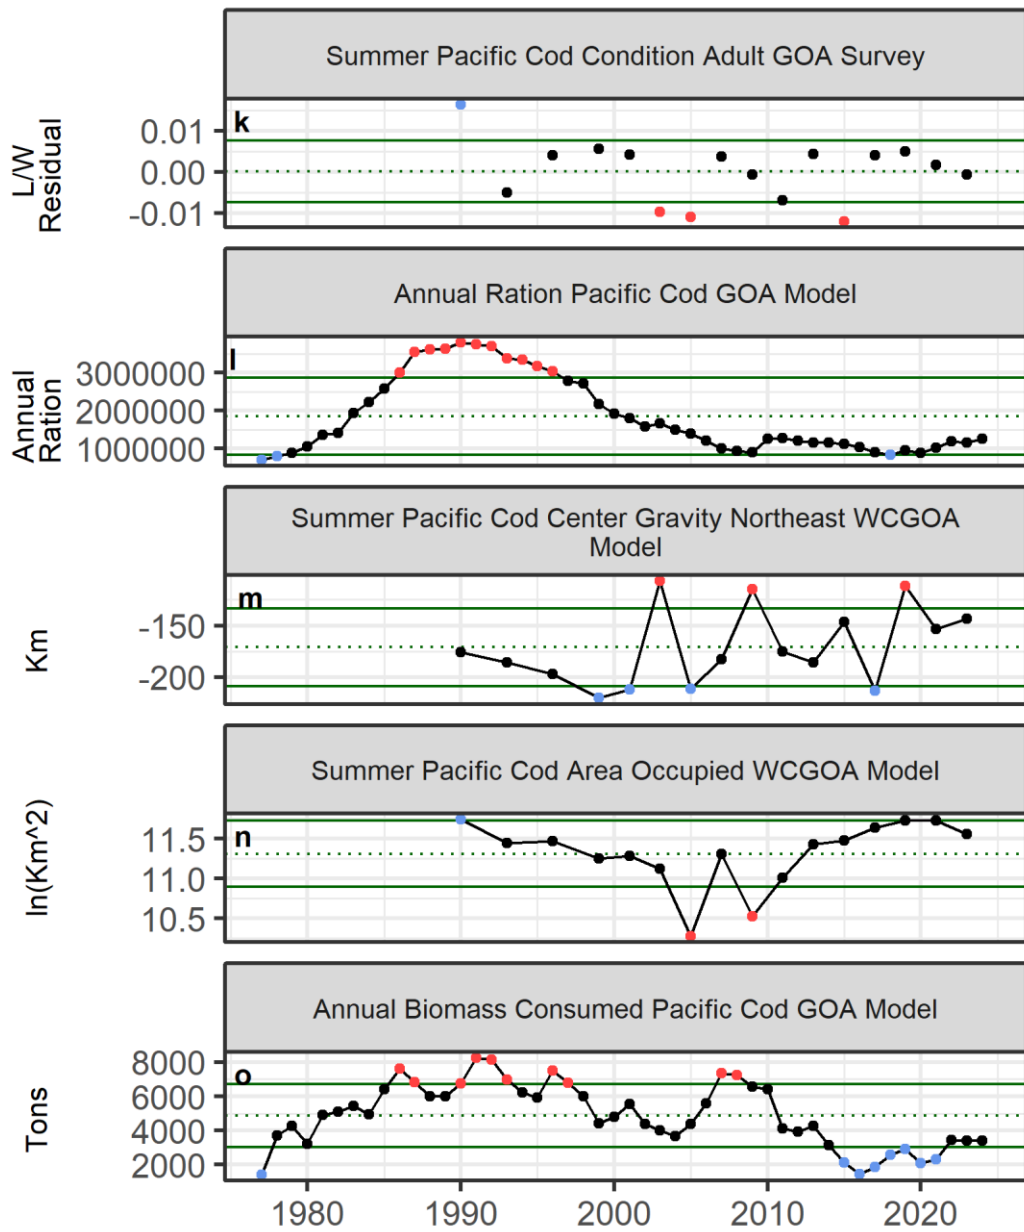 Summer Pacific Cod Condition Adult GOA Survey
L/W
Residual
k
0.01
0.00
-0.01
Annual Ration Pacific Cod GOA Model
Annual
Ration
l
3000000
2000000
1000000
Summer Pacific Cod Center Gravity Northeast WCGOA
Model
Km
m
-150
-200
Summer Pacific Cod Area Occupied WCGOA Model
ln(Km^2)
n
11.5
11.0
10.5
Annual Biomass Consumed Pacific Cod GOA Model
Tons
o
8000
6000
4000
2000
1980 1990 2000 2010 2020